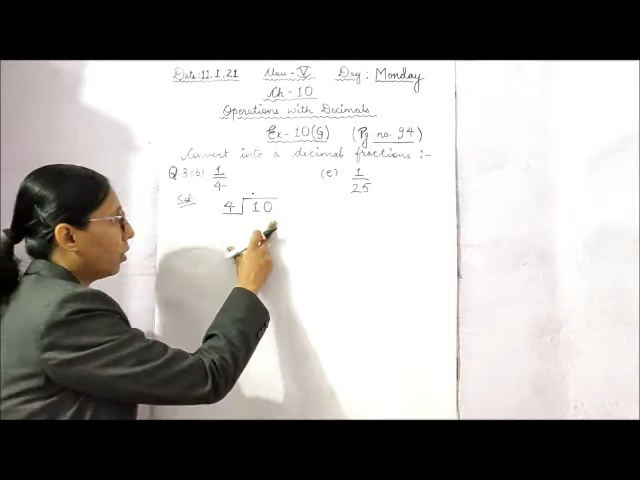 Date:11.1.21 Class-V Day: Monday
Ch-10
Operations with Decimals
Ex-10(G) (Pg no. 94)
Convert into a decimal fractions :-
Q 3(b) 1/4 (e) 1/25
Sol 4 √10